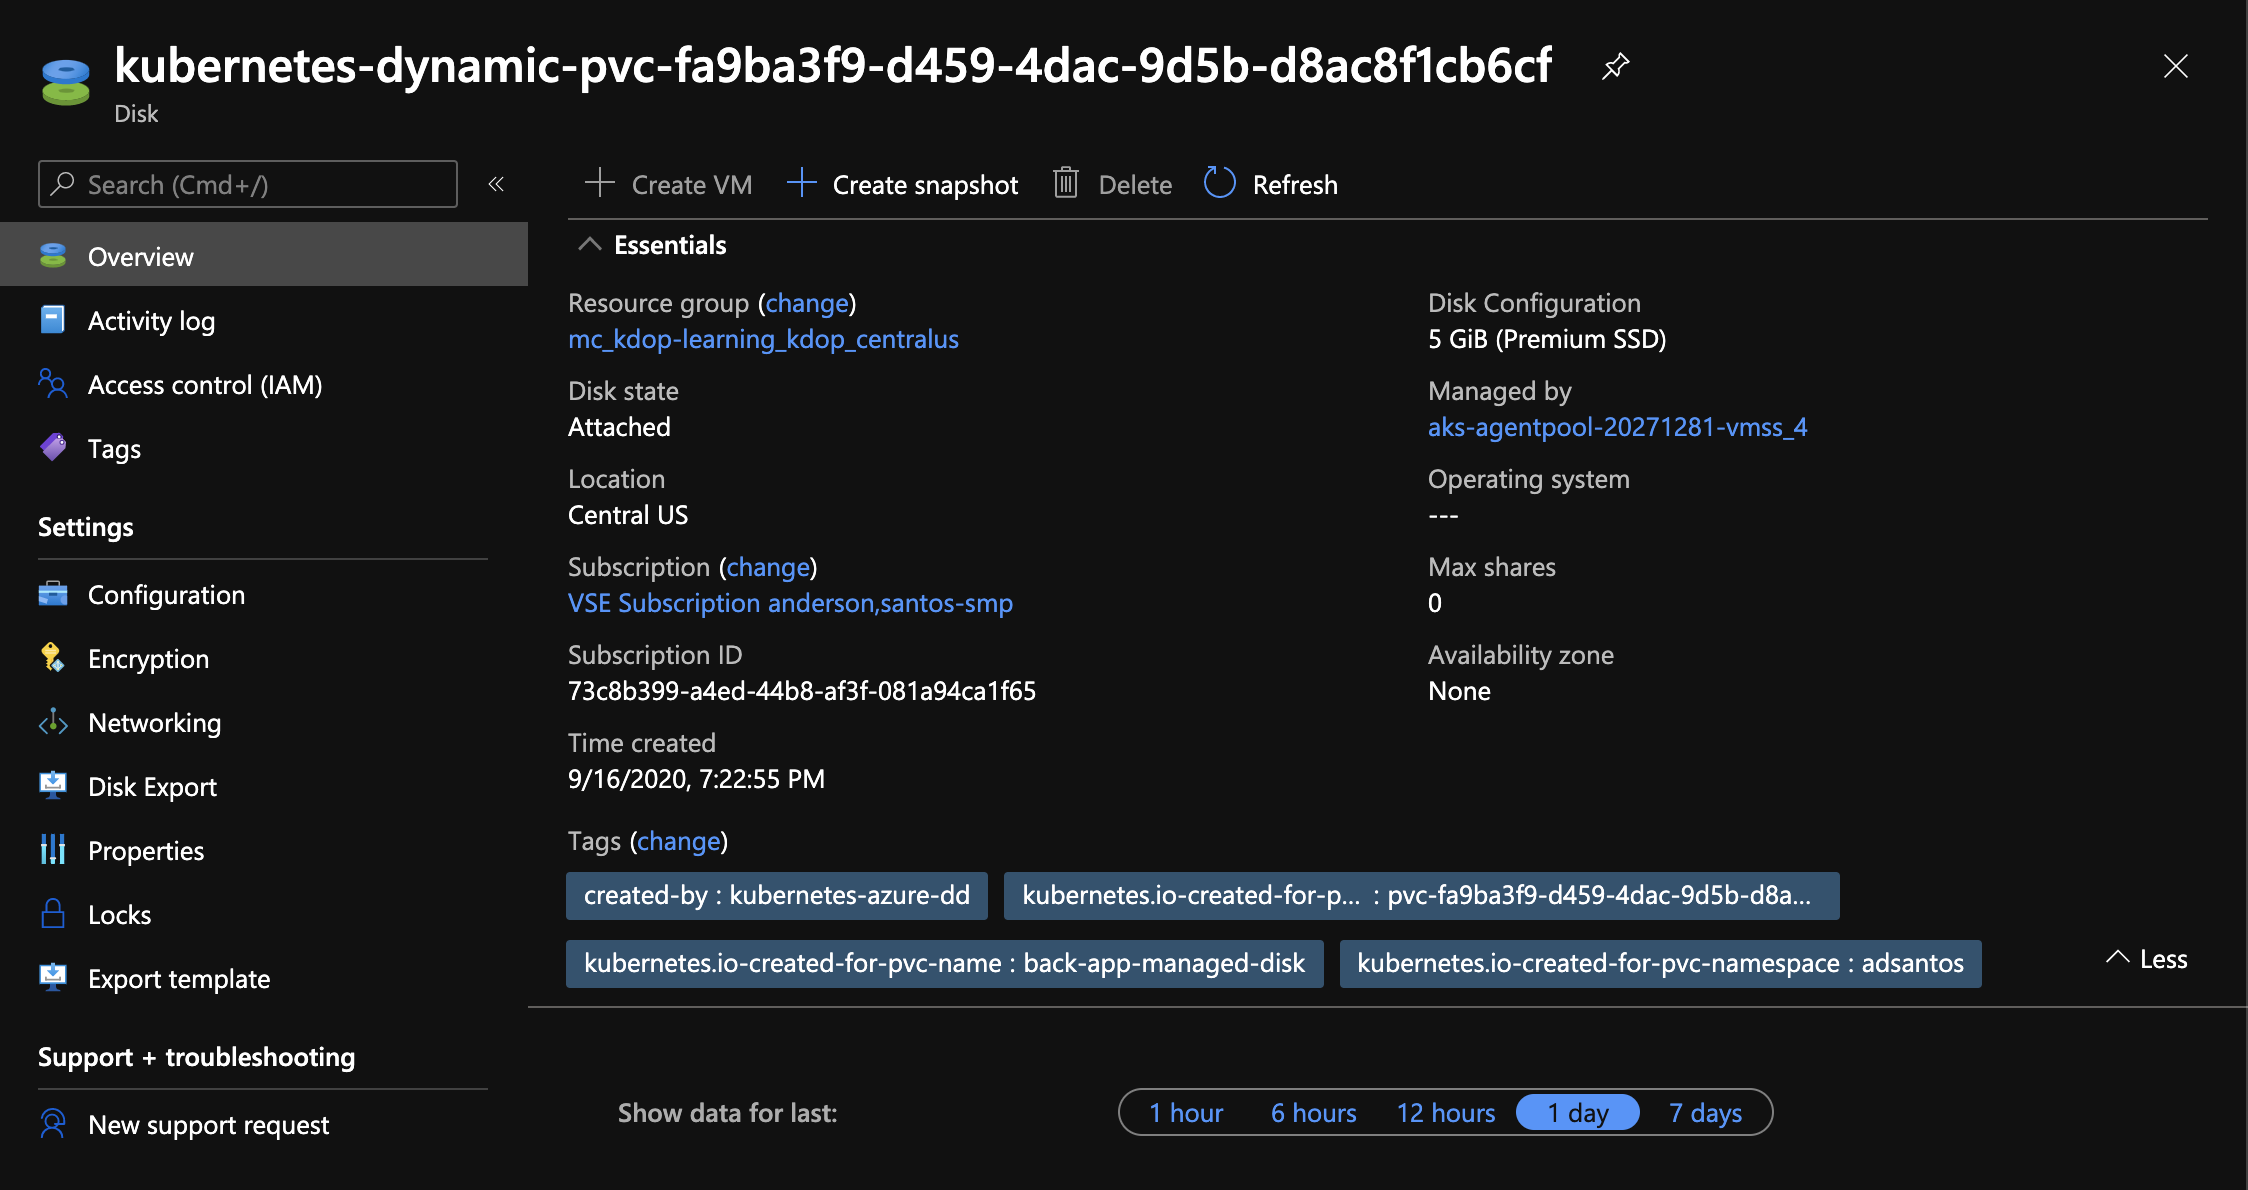 kubernetes-dynamic-pvc-fa9ba3f9-d459-4dac-9d5b-d8ac8f1cb6cf
Disk
Search (Cmd+/)
«
Overview
Activity log
Access control (IAM)
Tags
Settings
Configuration
Encryption
Networking
Disk Export
Properties
Locks
Export template
Support + troubleshooting
New support request
Create VM
Create snapshot
Delete
Refresh
Essentials
Resource group (change)
mc_kdop-learning_kdop_centralus
Disk state
Attached
Location
Central US
Subscription (change)
VSE Subscription anderson,santos-smp
Subscription ID
73c8b399-a4ed-44b8-af3f-081a94ca1f65
Time created
9/16/2020, 7:22:55 PM
Disk Configuration
5 GiB (Premium SSD)
Managed by
aks-agentpool-20271281-vmss_4
Operating system
---
Max shares
0
Availability zone
None
Tags (change)
created-by : kubernetes-azure-dd
kubernetes.io-created-for-p... : pvc-fa9ba3f9-d459-4dac-9d5b-d8a...
kubernetes.io-created-for-pvc-name : back-app-managed-disk
kubernetes.io-created-for-pvc-namespace : adsantos
Less
Show data for last:
1 hour
6 hours
12 hours
1 day
7 days